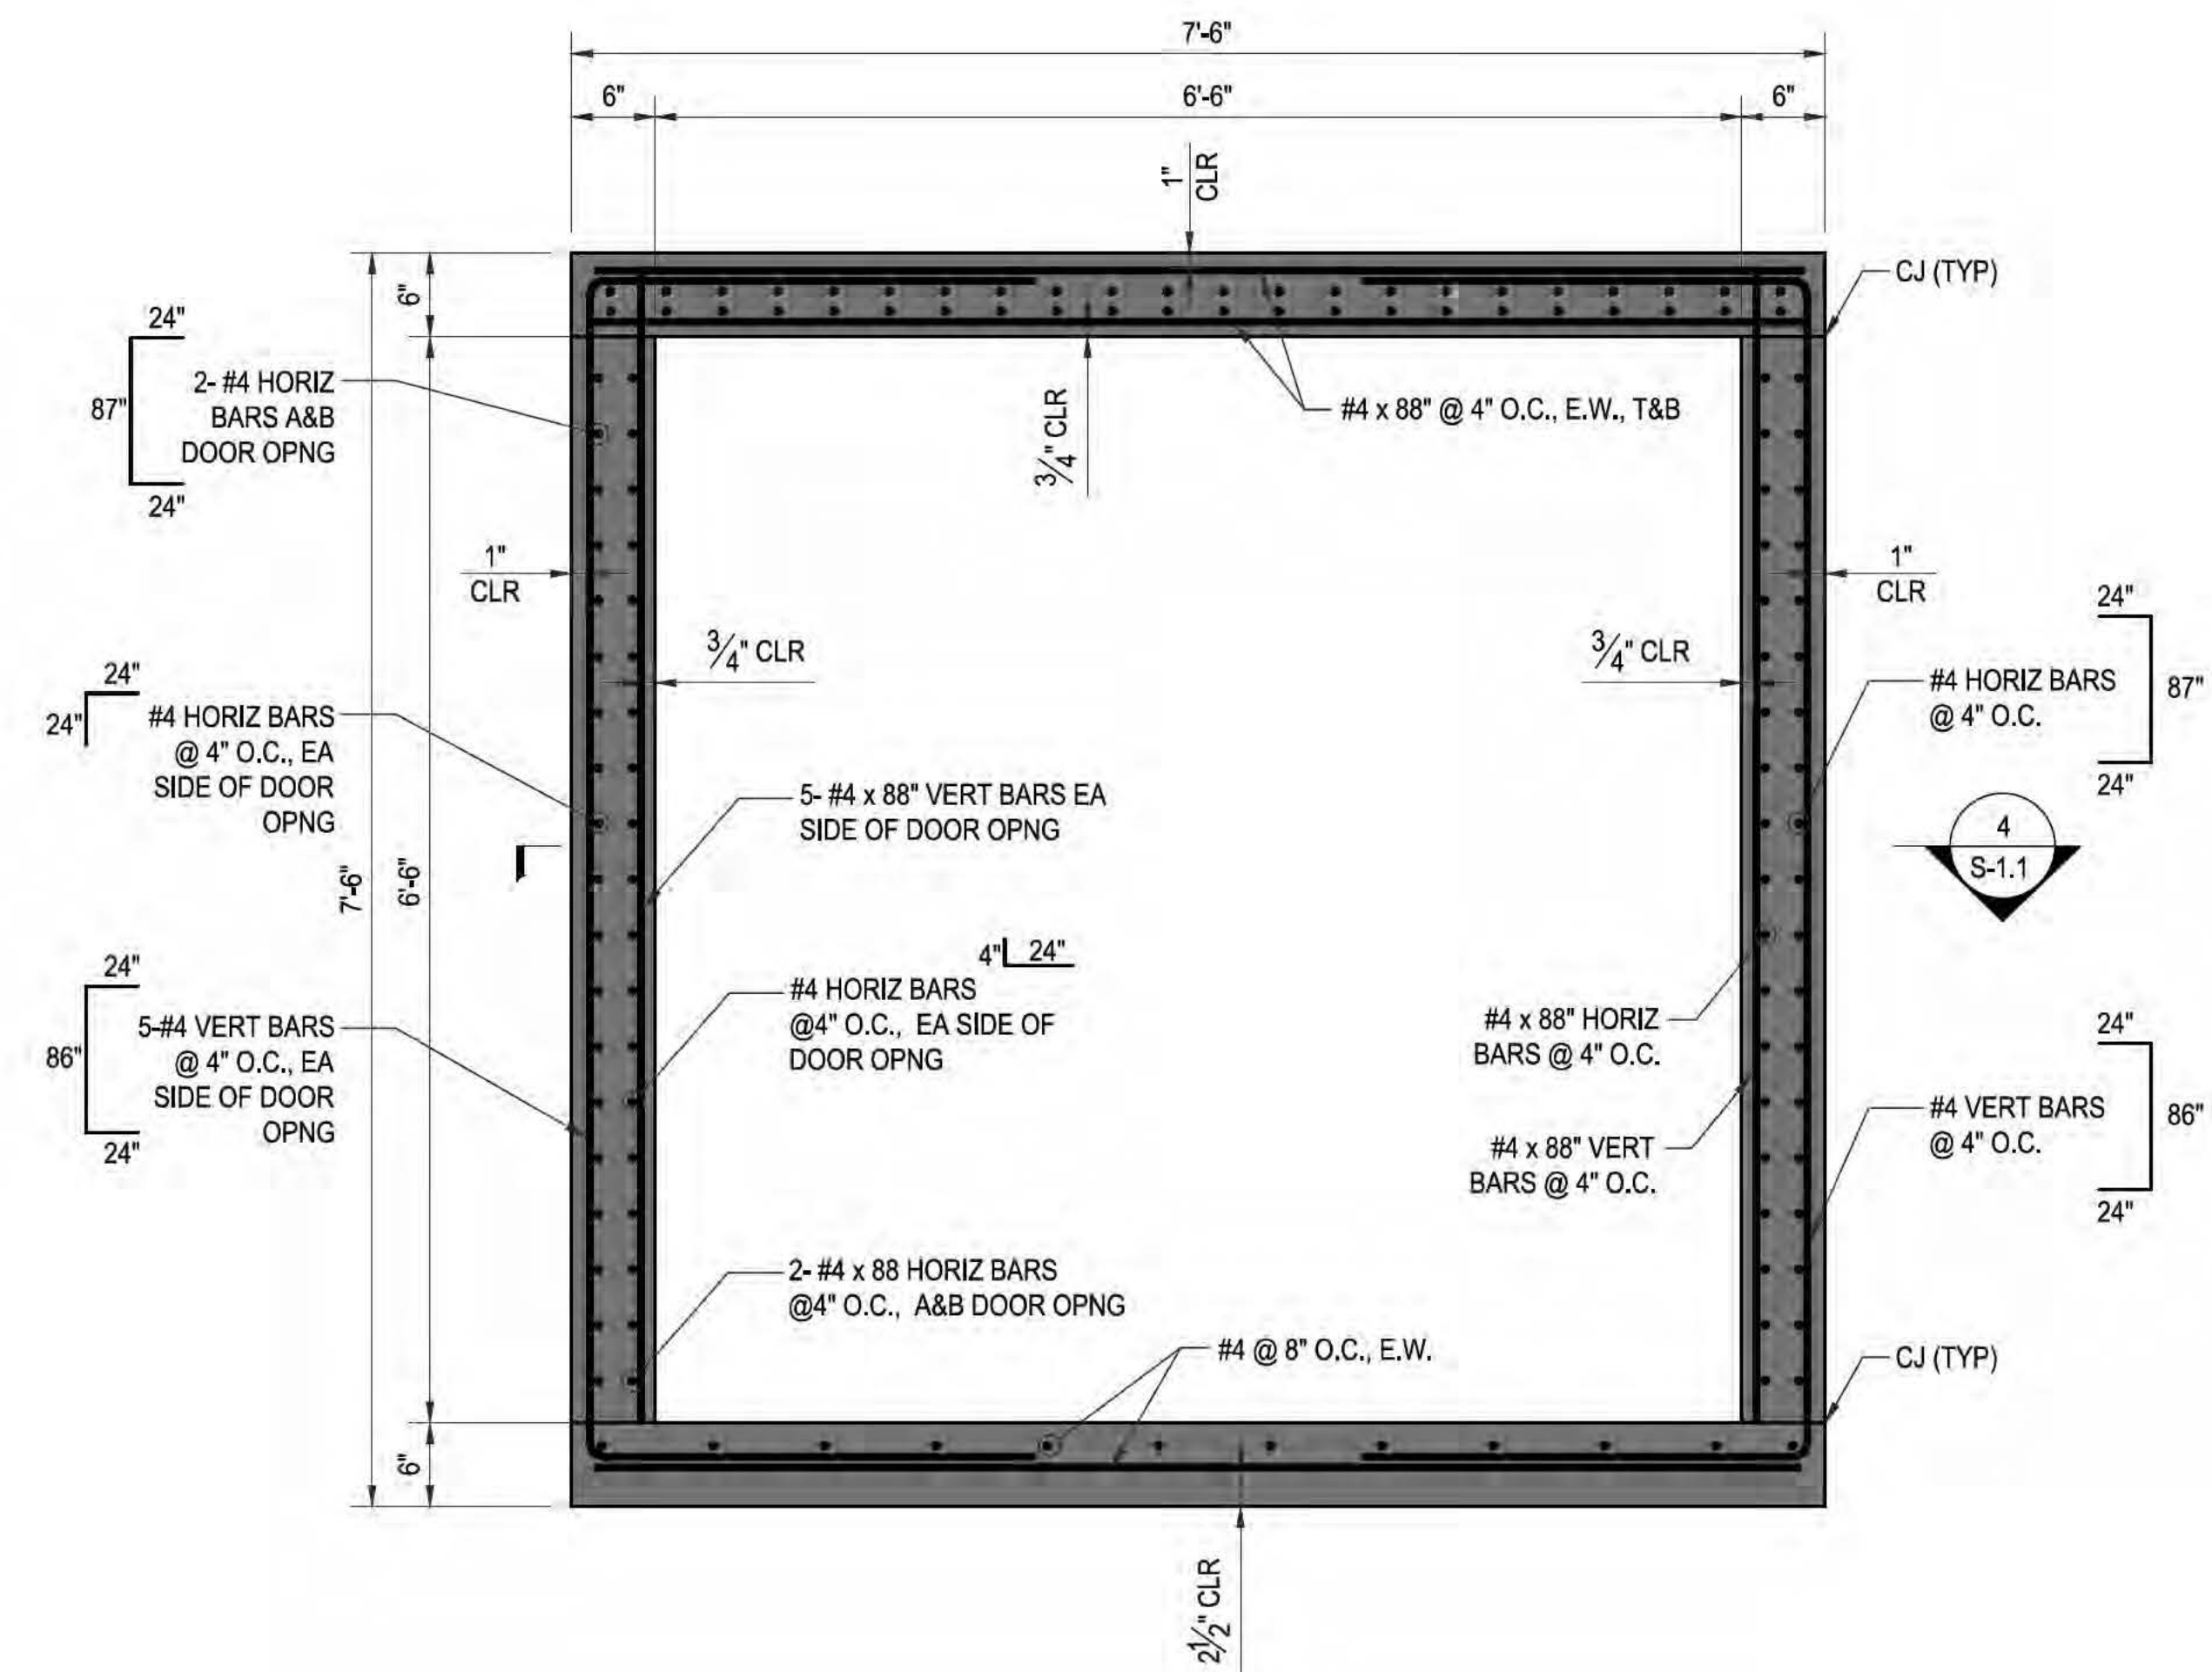 7'-6"
6"
6'-6"
6"
1"
CLR
CJ (TYP)
6"
24"
87"
24"
2- #4 HORIZ
BARS A&B
DOOR OPNG
#4 x 88" @ 4" O.C., E.W., T&B
3/4" CLR
1"
CLR
1"
CLR
3/4" CLR
3/4" CLR
24"
87"
24"
#4 HORIZ BARS
@ 4" O.C.
24"
24"
#4 HORIZ BARS
@ 4" O.C., EA
SIDE OF DOOR
OPNG
5- #4 x 88" VERT BARS EA
SIDE OF DOOR OPNG
4
S-1.1
7'-6"
6'-6"
4" 24"
#4 HORIZ BARS
@4" O.C., EA SIDE OF
DOOR OPNG
24"
86"
24"
5-#4 VERT BARS
@ 4" O.C., EA
SIDE OF DOOR
OPNG
#4 x 88" HORIZ
BARS @ 4" O.C.
#4 x 88" VERT
BARS @ 4" O.C.
24"
86"
24"
#4 VERT BARS
@ 4" O.C.
2- #4 x 88 HORIZ BARS
@4" O.C., A&B DOOR OPNG
#4 @ 8" O.C., E.W.
CJ (TYP)
6"
2 1/2" CLR